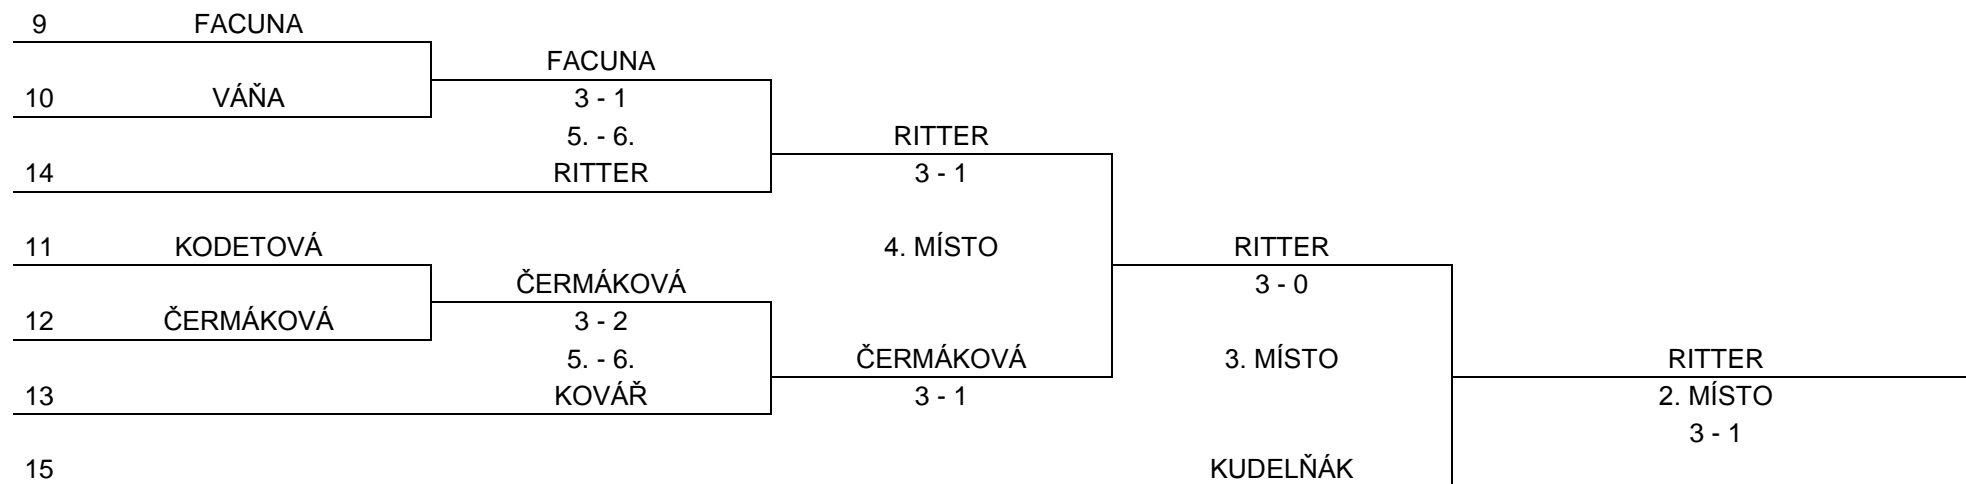 9 FACUNA
FACUNA
10 VÁŇA 3 - 1
5. - 6. RITTER
14 RITTER 3 - 1
11 KODETOVÁ 4. MÍSTO RITTER
ČERMÁKOVÁ 3 - 0
12 ČERMÁKOVÁ 3 - 2
5. - 6. ČERMÁKOVÁ 3. MÍSTO RITTER
13 KOVÁŘ 3 - 1 2. MÍSTO
3 - 1
15 KUDELŇÁK